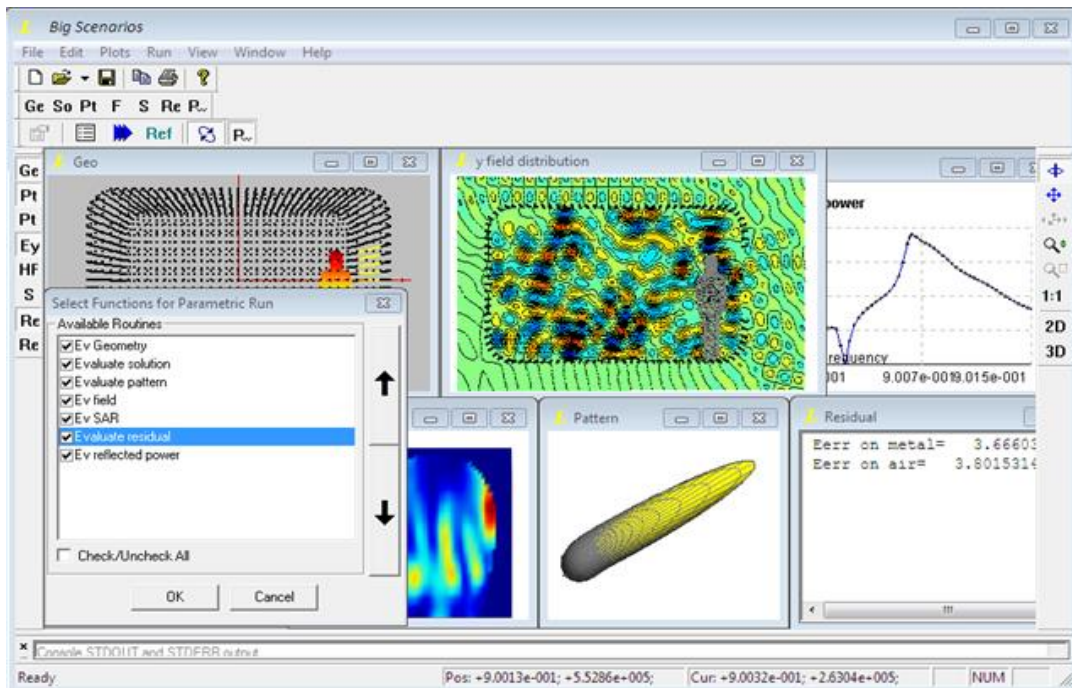 Big Scenarios
File Edit Plots Run View Window Help
Ge So Pt F S Re P...
Ref P...
Ge
Pt
Pt
Ey
HF
S
Re
Re
Geo
y field distribution
power
frequency
001 9.007e-001 9.015e-001
1:1
2D
3D
Select Functions for Parametric Run
Available Routines
Ev Geometry
Evaluate solution
Evaluate pattern
Ev field
Ev SAR
Evaluate residual
Ev reflected power
Check/Uncheck All
OK Cancel
Pattern
Residual
Eerr on metal= 3.66603
Eerr on air= 3.8015314
Console STDOUT and STDERR output
Ready Pos: +9.0013e-001; +5.5286e+005; Cur: +9.0032e-001; +2.6304e+005; NUM